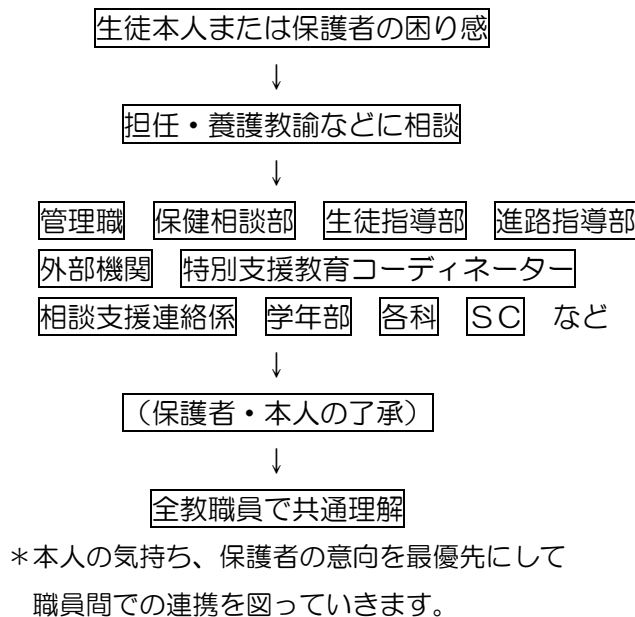 生徒本人または保護者の困り感
↓
担任・養護教諭などに相談
↓
管理職 保健相談部 生徒指導部 進路指導部
外部機関 特別支援教育コーディネーター
相談支援連絡係 学年部 各科 ＳＣ など
↓
（保護者・本人の了承）
↓
全教職員で共通理解
＊本人の気持ち、保護者の意向を最優先にして
職員間での連携を図っていきます。